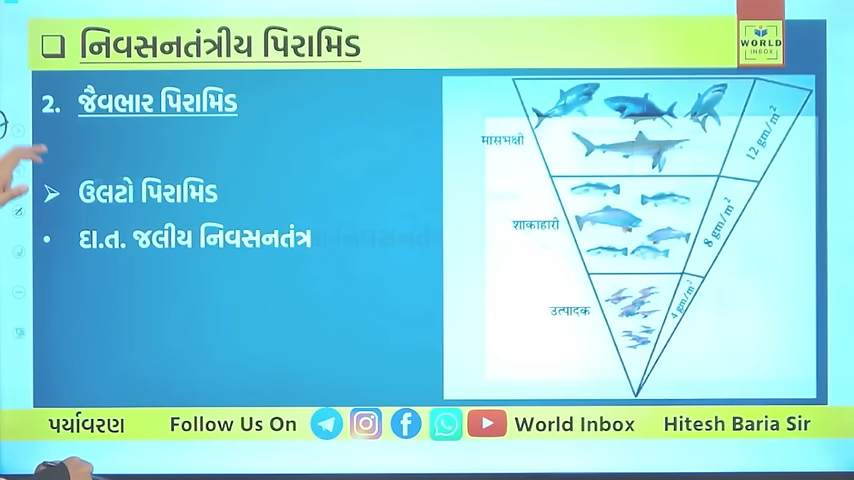 ❑ નિવસનતંત્રીય પિરામિડ
WORLD
INBOX
2. જૈવભાર પિરામિડ
➤ ઉલટો પિરામિડ
• દા.ત. જલીય નિવસનતંત્ર
मासभक्षी
12 gm/m²
शाकाहारी
8 gm/m²
उत्पादक
4 gm/m²
પર્યાવરણ Follow Us On World Inbox Hitesh Baria Sir